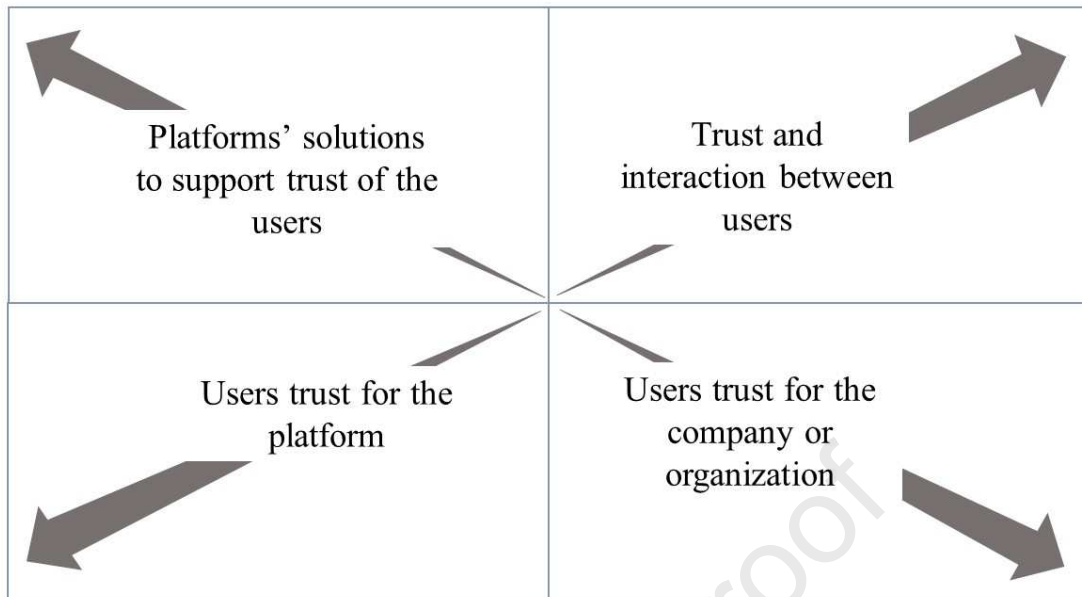 Platforms' solutions
to support trust of the
users
Trust and
interaction between
users
Users trust for the
platform
Users trust for the
company or
organization
roof